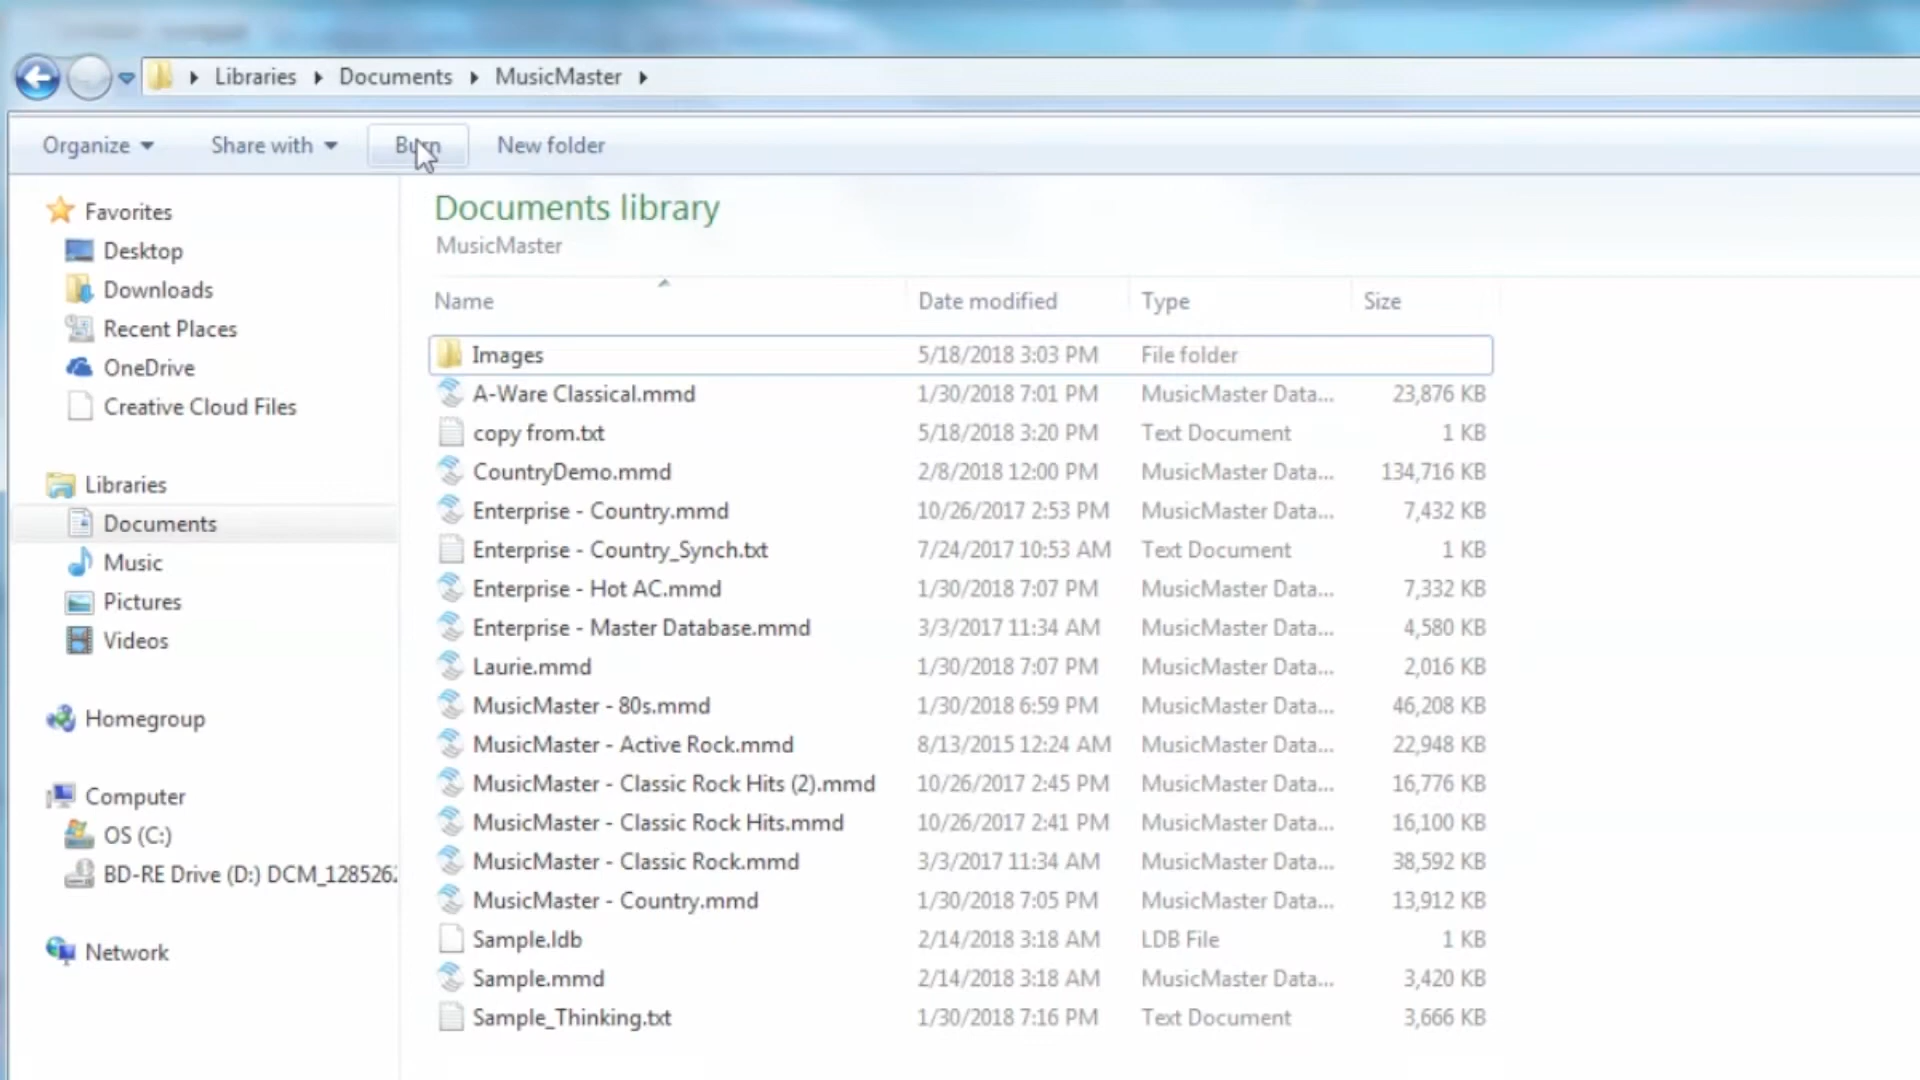 Libraries Documents MusicMaster
Organize Share with Burn New folder
Favorites
Desktop
Downloads
Recent Places
OneDrive
Creative Cloud Files
Libraries
Documents
Music
Pictures
Videos
Homegroup
Computer
OS (C:)
BD-RE Drive (D:) DCM_128526
Network
Documents library
MusicMaster
Name Date modified Type Size
Images 5/18/2018 3:03 PM File folder
A-Ware Classical.mmd 1/30/2018 7:01 PM MusicMaster Data... 23,876 KB
copy from.txt 5/18/2018 3:20 PM Text Document 1 KB
CountryDemo.mmd 2/8/2018 12:00 PM MusicMaster Data... 134,716 KB
Enterprise - Country.mmd 10/26/2017 2:53 PM MusicMaster Data... 7,432 KB
Enterprise - Country_Synch.txt 7/24/2017 10:53 AM Text Document 1 KB
Enterprise - Hot AC.mmd 1/30/2018 7:07 PM MusicMaster Data... 7,332 KB
Enterprise - Master Database.mmd 3/3/2017 11:34 AM MusicMaster Data... 4,580 KB
Laurie.mmd 1/30/2018 7:07 PM MusicMaster Data... 2,016 KB
MusicMaster - 80s.mmd 1/30/2018 6:59 PM MusicMaster Data... 46,208 KB
MusicMaster - Active Rock.mmd 8/13/2015 12:24 AM MusicMaster Data... 22,948 KB
MusicMaster - Classic Rock Hits (2).mmd 10/26/2017 2:45 PM MusicMaster Data... 16,776 KB
MusicMaster - Classic Rock Hits.mmd 10/26/2017 2:41 PM MusicMaster Data... 16,100 KB
MusicMaster - Classic Rock.mmd 3/3/2017 11:34 AM MusicMaster Data... 38,592 KB
MusicMaster - Country.mmd 1/30/2018 7:05 PM MusicMaster Data... 13,912 KB
Sample.ldb 2/14/2018 3:18 AM LDB File 1 KB
Sample.mmd 2/14/2018 3:18 AM MusicMaster Data... 3,420 KB
Sample_Thinking.txt 1/30/2018 7:16 PM Text Document 3,666 KB